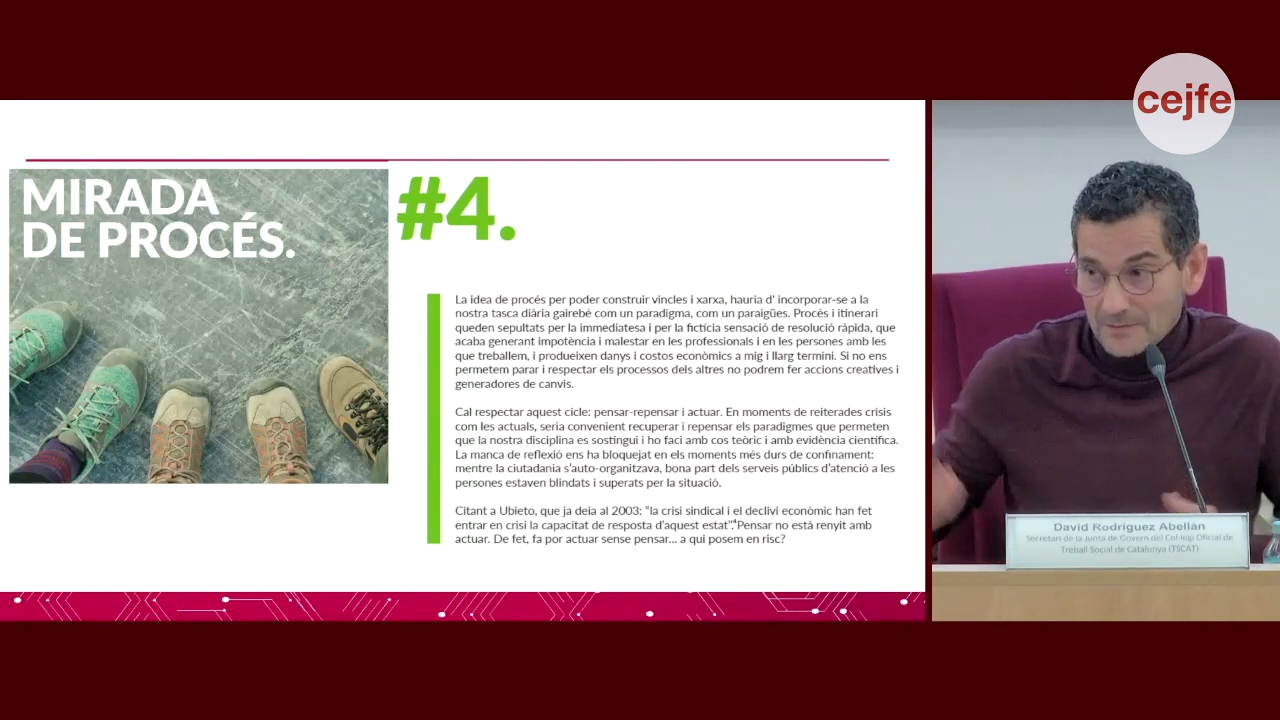 cejfe
MIRADA
DE PROCÉS.
#4.
La idea de procés per poder construir vincles i xarxa, hauria d' incorporar-se a la
nostra tasca diària gairebé com un paradigma, com un paraigües. Procés i itinerari
queden sepultats per la immediatesa i per la fictícia sensació de resolució ràpida, que
acaba generant impotència i malestar en les professionals i en les persones amb les
que treballem, i produeixen danys i costos econòmics a mig i llarg termini. Si no ens
permetem parar i respectar els processos dels altres no podrem fer accions creatives i
generadores de canvis.
Cal respectar aquest cicle: pensar-repensar i actuar. En moments de reiterades crisis
com les actuals, seria convenient recuperar i repensar els paradigmes que permeten
que la nostra disciplina es sostingui i ho faci amb cos teòric i amb evidència científica.
La manca de reflexió ens ha bloquejat en els moments més durs de confinament:
mentre la ciutadania s'auto-organitzava, bona part dels serveis públics d'atenció a les
persones estaven blindats i superats per la situació.
Citant a Ubieto, que ja deia al 2003: “la crisi sindical i el declivi econòmic han fet
entrar en crisi la capacitat de resposta d'aquest estat”.⁴ Pensar no està renyit amb
actuar. De fet, fa por actuar sense pensar... a qui posem en risc?
David Rodríguez Abellán
Secretari de la Junta de Govern del Col·legi Oficial de
Treball Social de Catalunya (TSCAT)